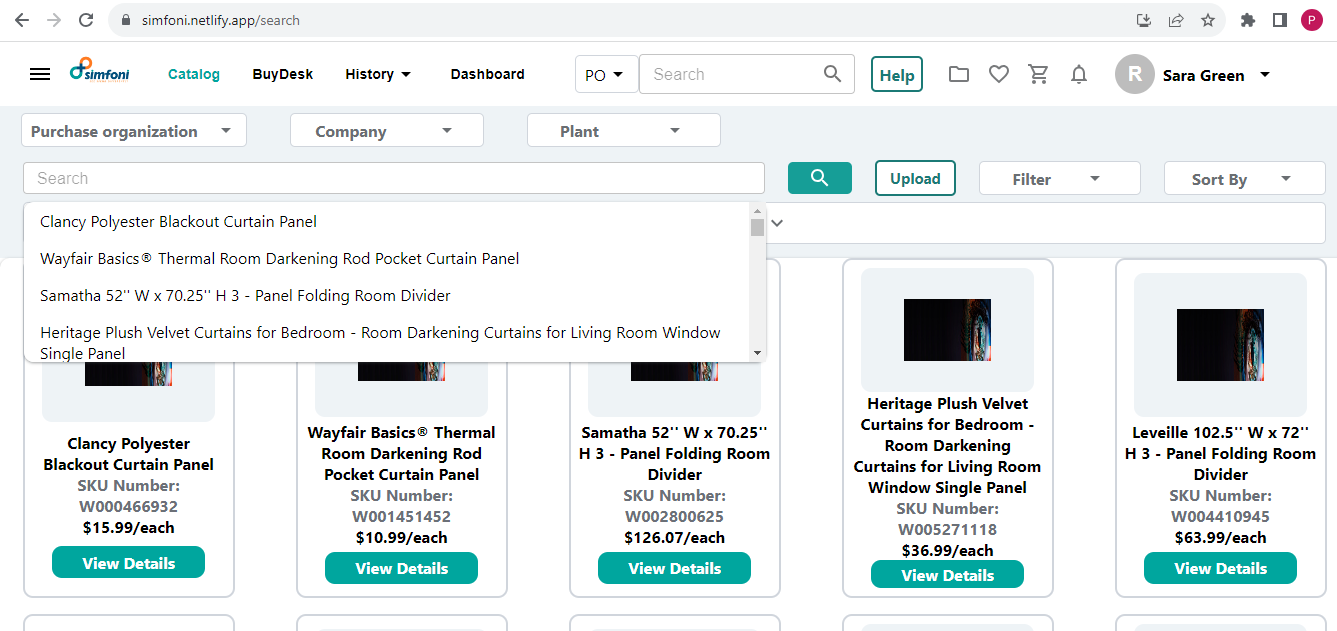 simfoni.netlify.app/search
P
simfoni
Catalog
BuyDesk
History
Dashboard
PO
Search
Help
R
Sara Green
Purchase organization
Company
Plant
Search
Upload
Filter
Sort By
Clancy Polyester Blackout Curtain Panel
Wayfair Basics® Thermal Room Darkening Rod Pocket Curtain Panel
Samatha 52'' W x 70.25'' H 3 - Panel Folding Room Divider
Heritage Plush Velvet Curtains for Bedroom - Room Darkening Curtains for Living Room Window
Single Panel
Clancy Polyester
Blackout Curtain Panel
SKU Number:
W000466932
$15.99/each
View Details
Wayfair Basics® Thermal
Room Darkening Rod
Pocket Curtain Panel
SKU Number:
W001451452
$10.99/each
View Details
Samatha 52'' W x 70.25''
H 3 - Panel Folding Room
Divider
SKU Number:
W002800625
$126.07/each
View Details
Heritage Plush Velvet
Curtains for Bedroom -
Room Darkening
Curtains for Living Room
Window Single Panel
SKU Number:
W005271118
$36.99/each
View Details
Leveille 102.5'' W x 72''
H 3 - Panel Folding Room
Divider
SKU Number:
W004410945
$63.99/each
View Details